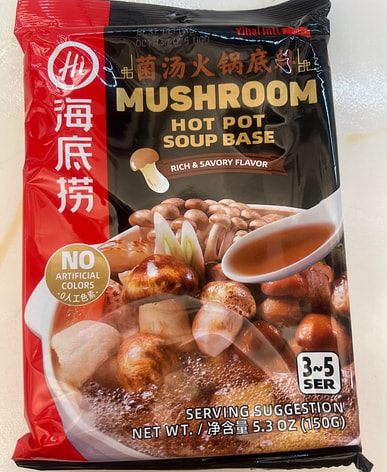 Hi
海底捞
菌汤火锅底料
MUSHROOM
HOT POT
SOUP BASE
RICH & SAVORY FLAVOR
NO
ARTIFICIAL
COLORS
0人工色素
3~5
SER
SERVING SUGGESTION
NET WT. / 净含量 5.3 OZ (150G)